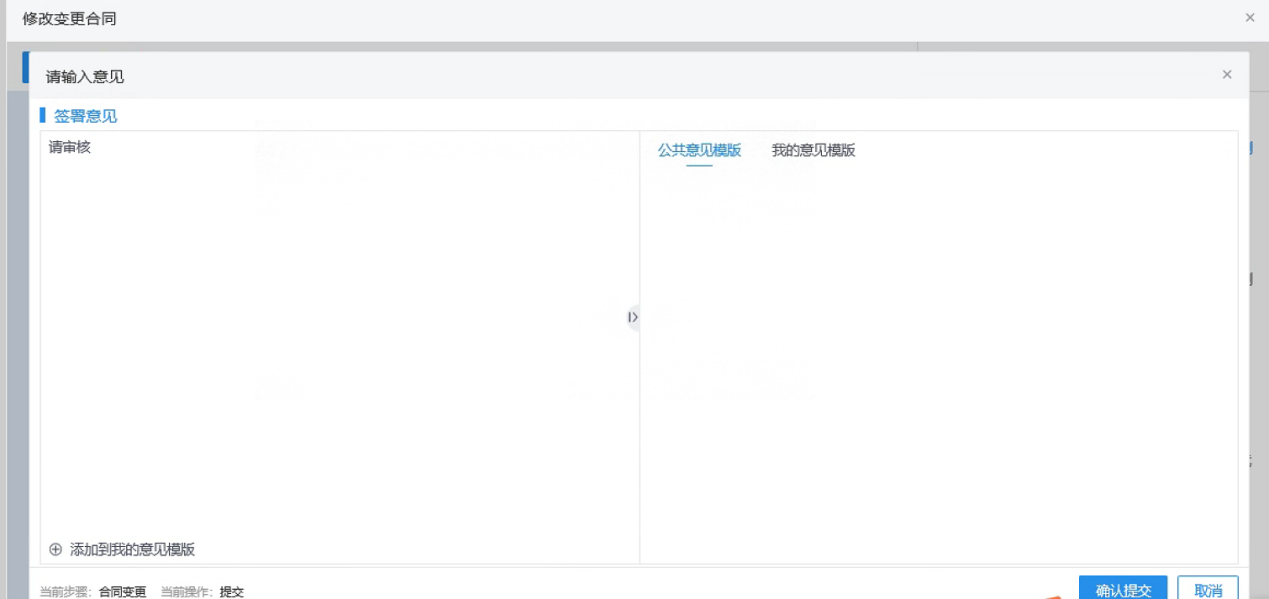 修改变更合同
请输入意见
签署意见
请审核
公共意见模版 我的意见模版
添加到我的意见模版
当前步骤: 合同变更 当前操作: 提交
确认提交 取消